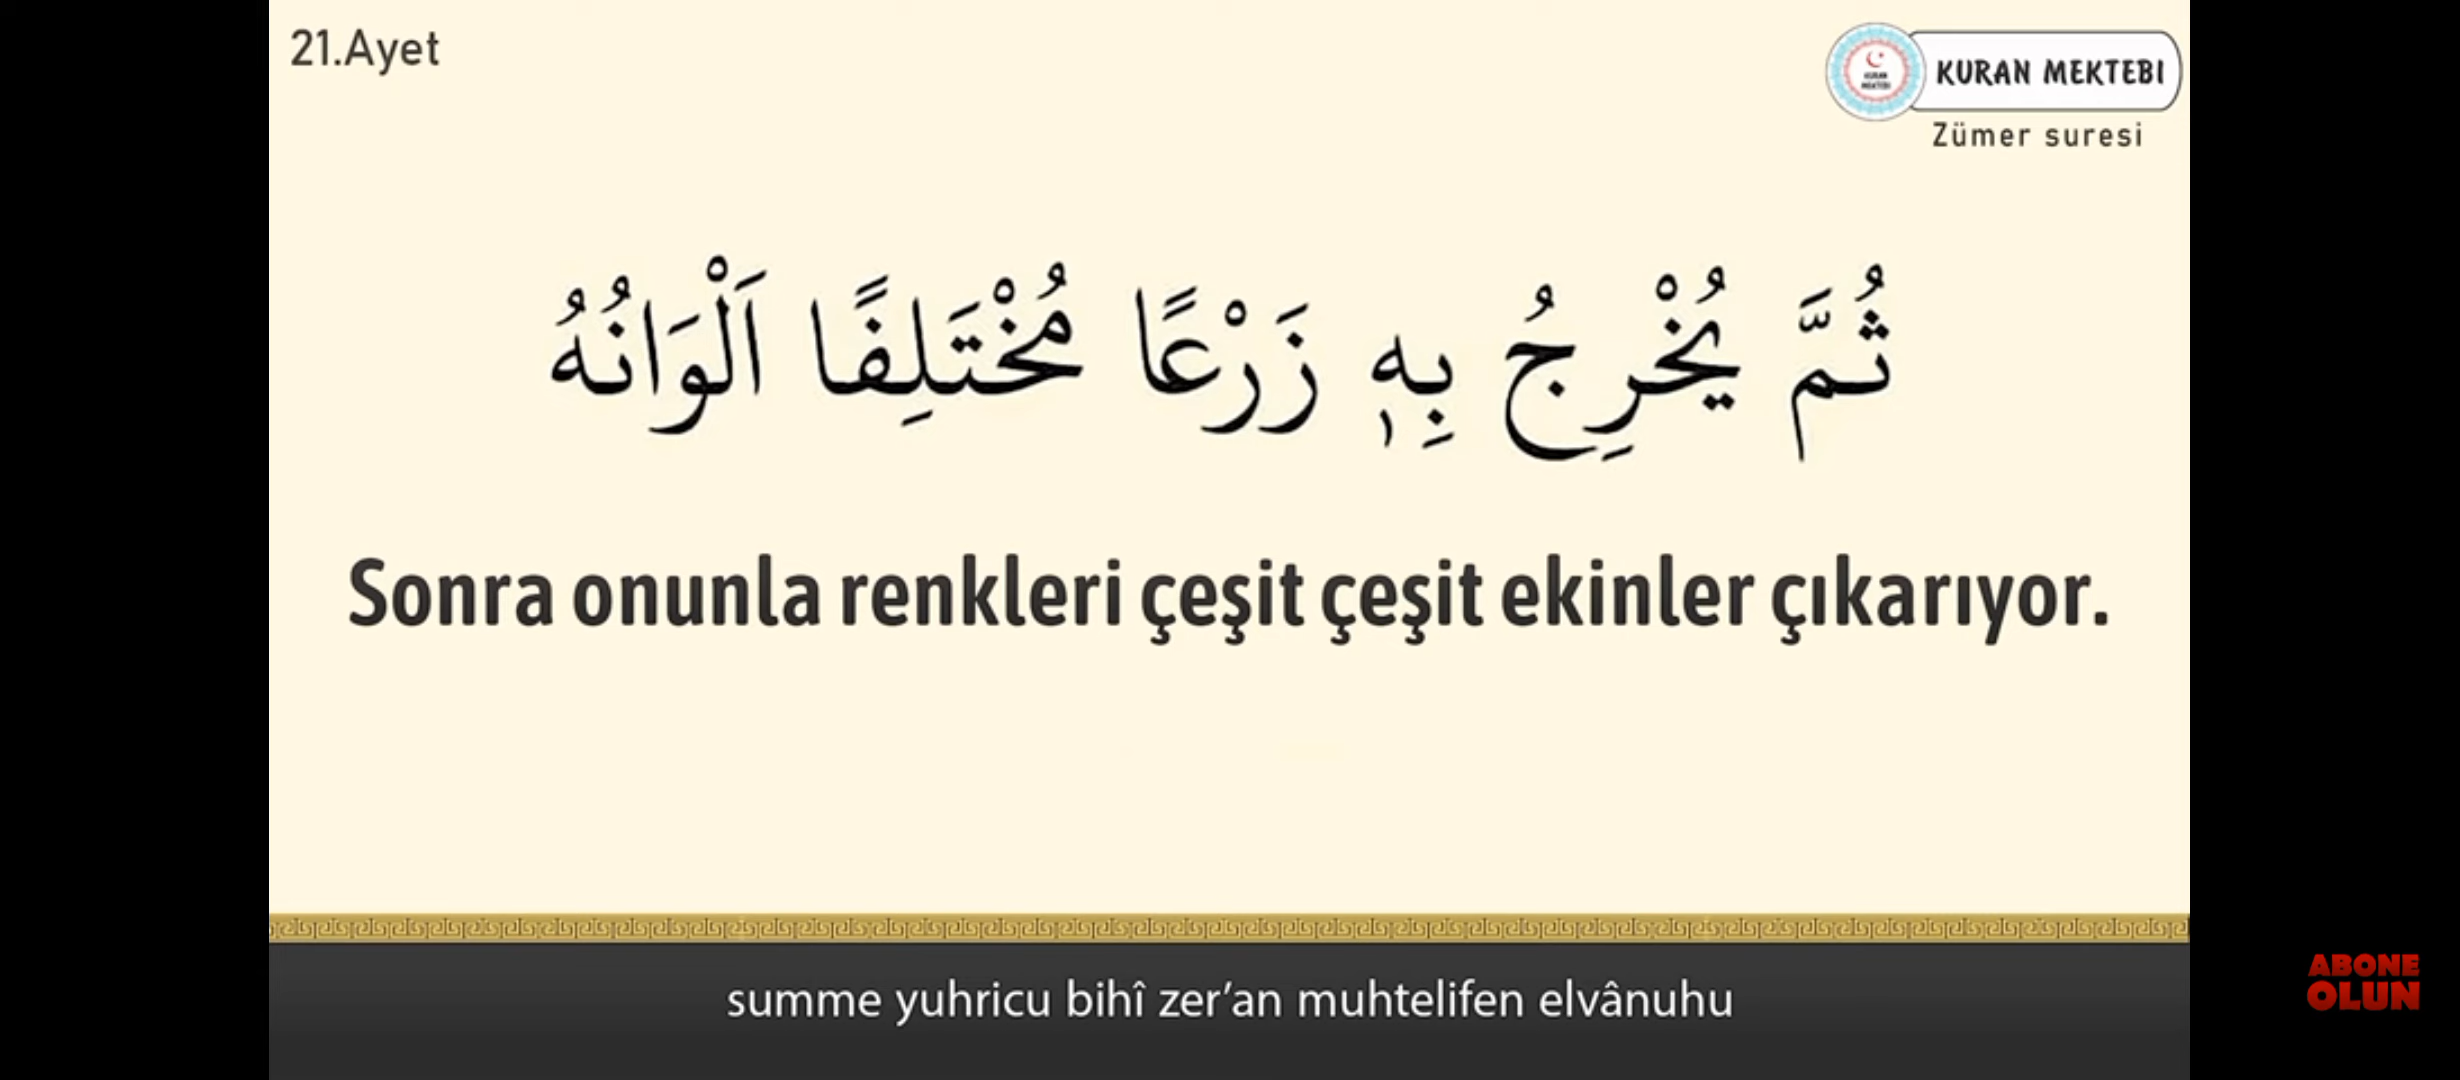 21.Ayet
KURAN MEKTEBI
Zümer suresi
ثُمَّ يُخْرِجُ بِه۪ زَرْعًا مُخْتَلِفًا اَلْوَانُهُ
Sonra onunla renkleri çeşit çeşit ekinler çıkarıyor.
summe yuhricu bihî zer’an muhtelifen elvânuhu
ABONE
OLUN